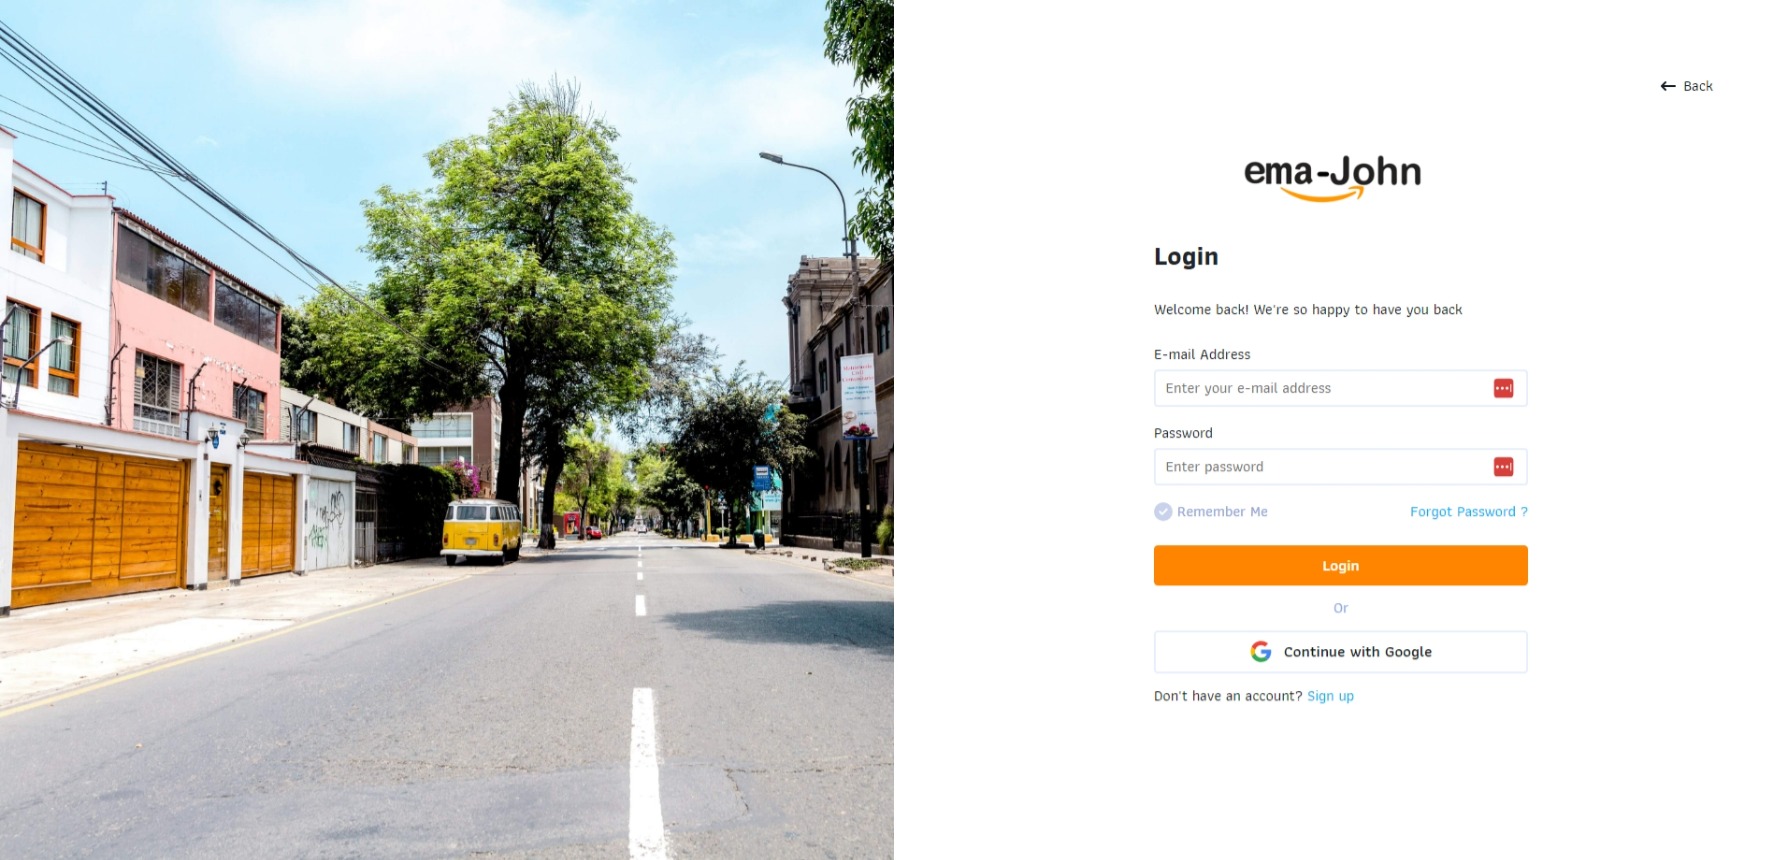 ← Back
ema-John
Login
Welcome back! We're so happy to have you back
E-mail Address
Enter your e-mail address
Password
Enter password
Remember Me
Forgot Password ?
Login
Or
Continue with Google
Don't have an account? Sign up